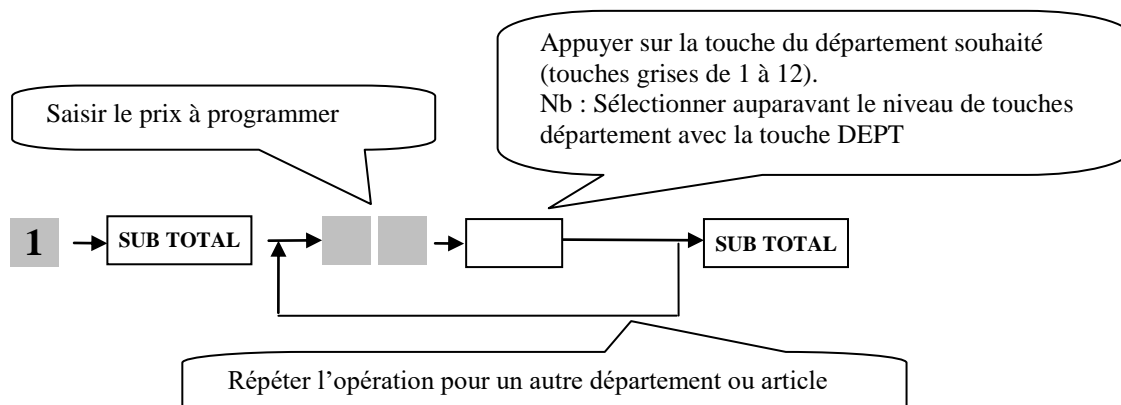 Appuyer sur la touche du département souhaité
(touches grises de 1 à 12).
Nb : Sélectionner auparavant le niveau de touches
département avec la touche DEPT
Saisir le prix à programmer
1
SUB TOTAL
SUB TOTAL
Répéter l’opération pour un autre département ou article